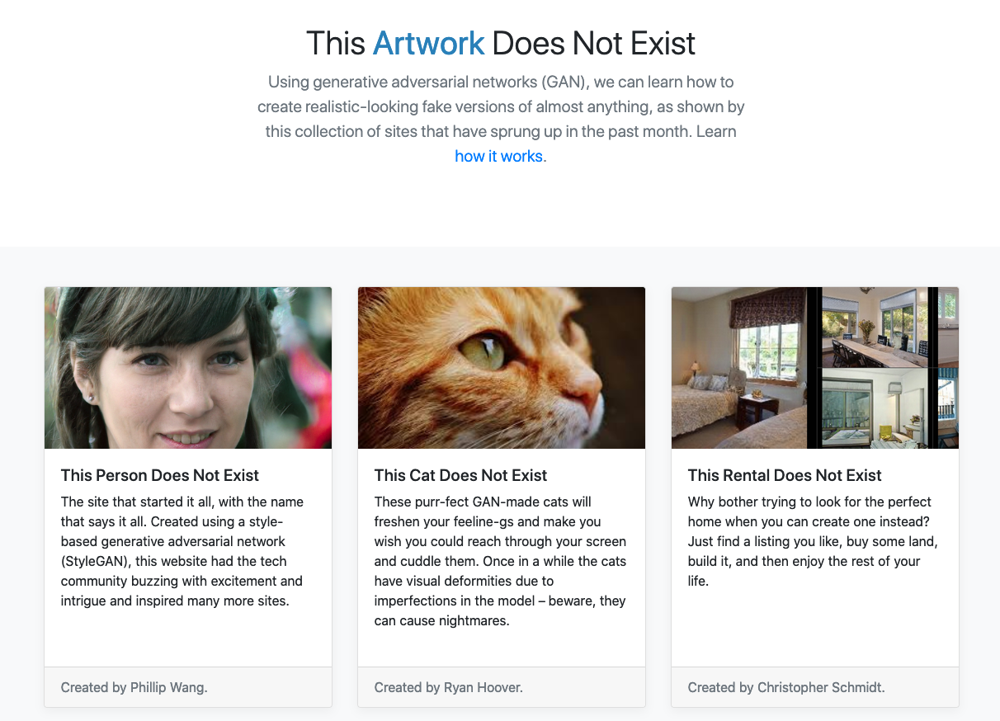 This Artwork Does Not Exist
Using generative adversarial networks (GAN), we can learn how to
create realistic-looking fake versions of almost anything, as shown by
this collection of sites that have sprung up in the past month. Learn
how it works.
This Person Does Not Exist
The site that started it all, with the name
that says it all. Created using a style-
based generative adversarial network
(StyleGAN), this website had the tech
community buzzing with excitement and
intrigue and inspired many more sites.
Created by Phillip Wang.
This Cat Does Not Exist
These purr-fect GAN-made cats will
freshen your feeline-gs and make you
wish you could reach through your screen
and cuddle them. Once in a while the cats
have visual deformities due to
imperfections in the model – beware, they
can cause nightmares.
Created by Ryan Hoover.
This Rental Does Not Exist
Why bother trying to look for the perfect
home when you can create one instead?
Just find a listing you like, buy some land,
build it, and then enjoy the rest of your
life.
Created by Christopher Schmidt.